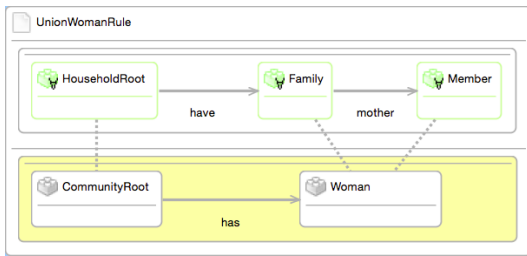 UnionWomanRule
HouseholdRoot
Family
Member
have
mother
CommunityRoot
Woman
has